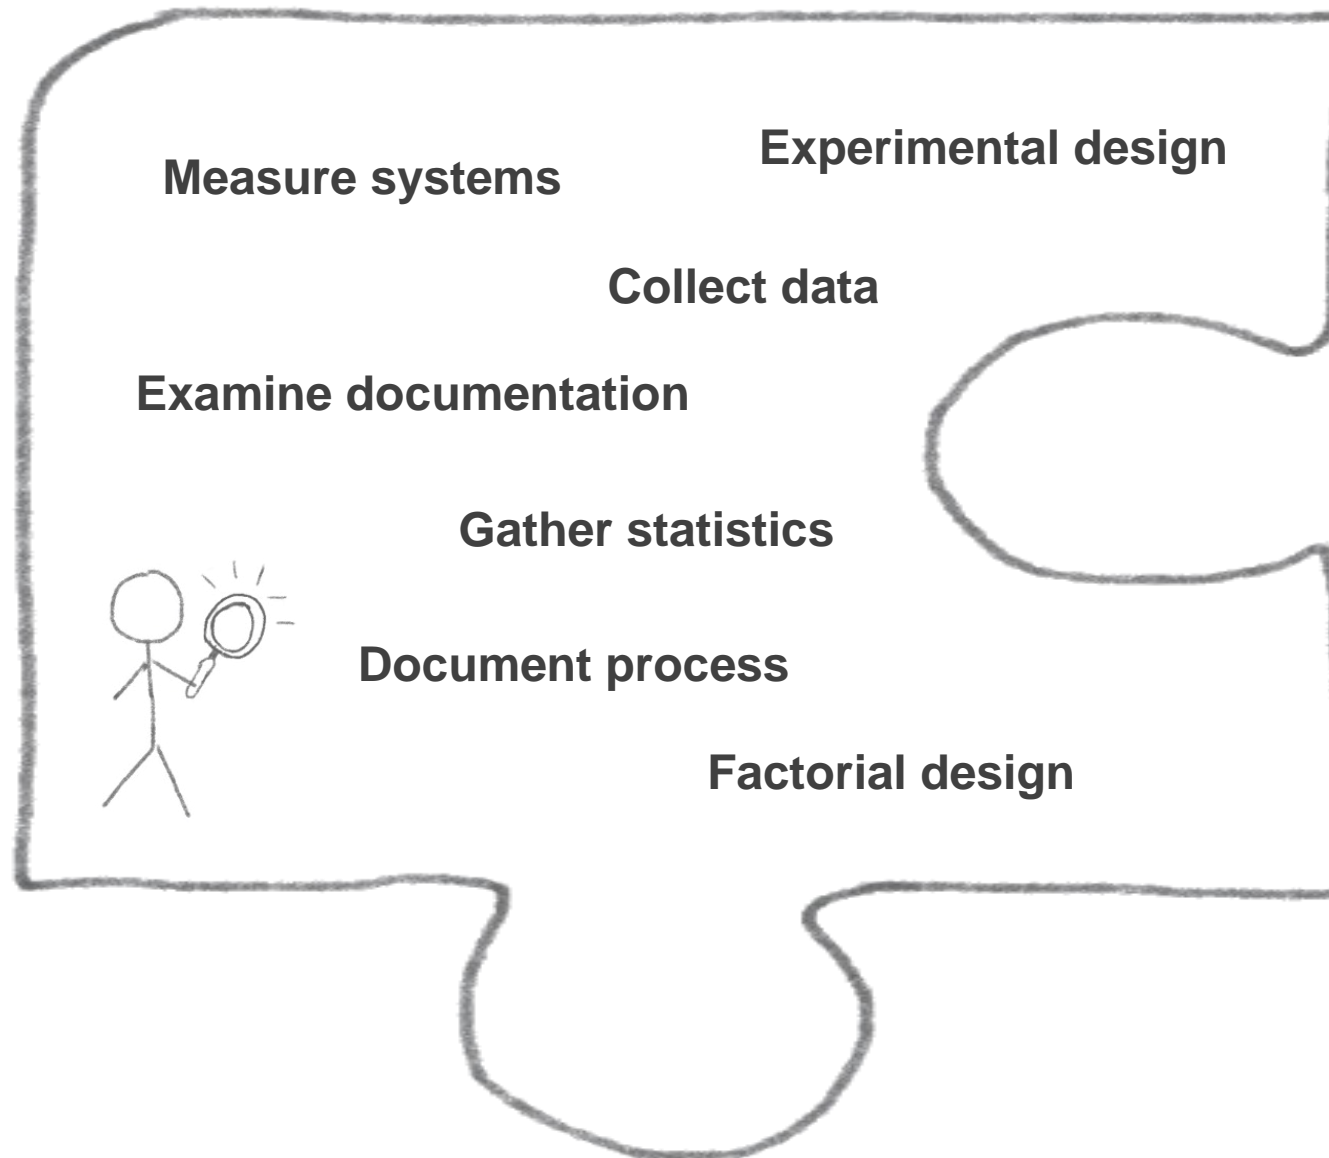 Experimental design
Measure systems
Collect data
Examine documentation
Gather statistics
Document process
Factorial design